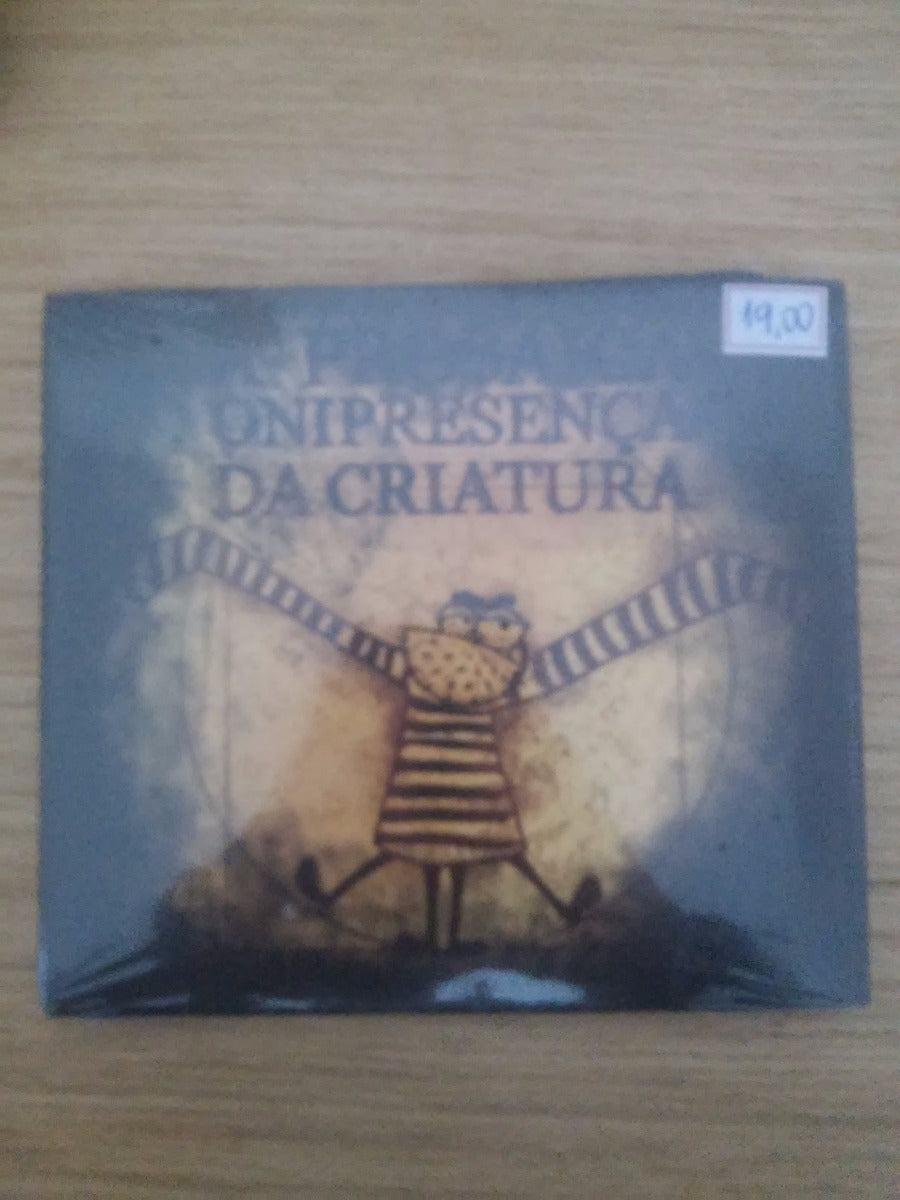 19,00
ONIPRESENÇA
DA CRIATURA